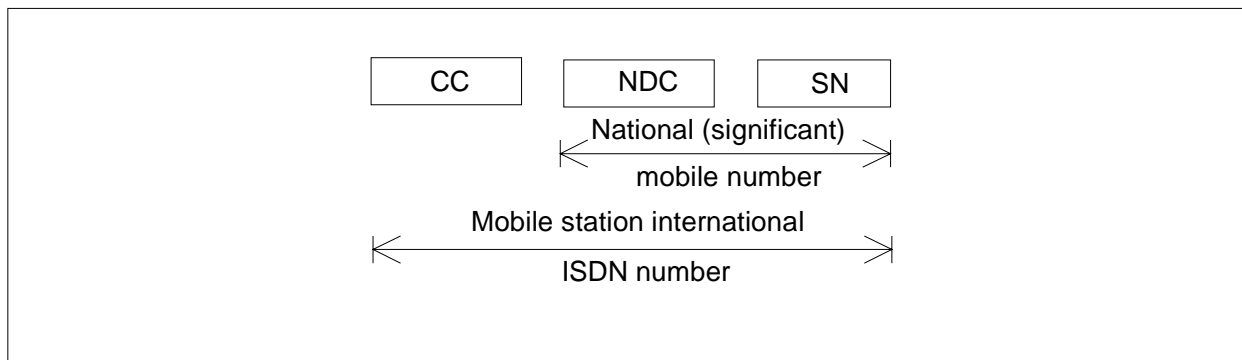 CC NDC SN
National (significant)
mobile number
Mobile station international
ISDN number